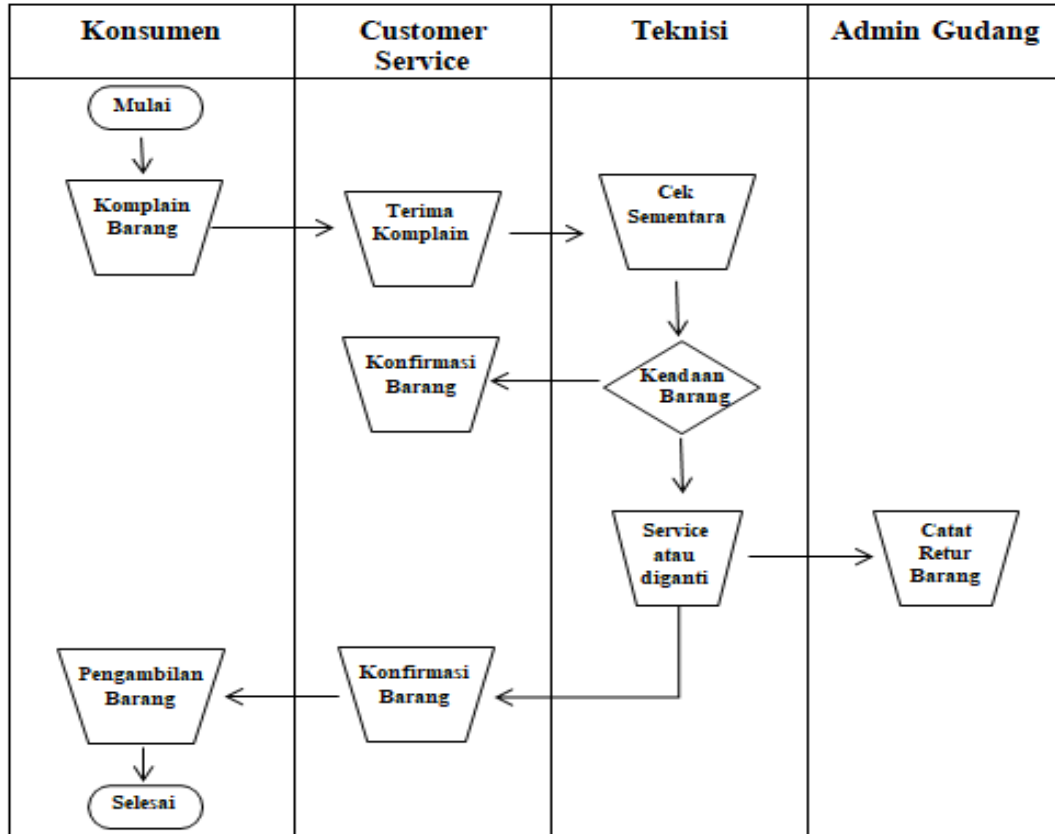 Konsumen
Customer
Service
Teknisi
Admin Gudang
Mulai
Komplain
Barang
Terima
Komplain
Cek
Sementara
Konfirmasi
Barang
Keadaan
Barang
Service
atau
diganti
Catat
Retur
Barang
Pengambilan
Barang
Konfirmasi
Barang
Selesai